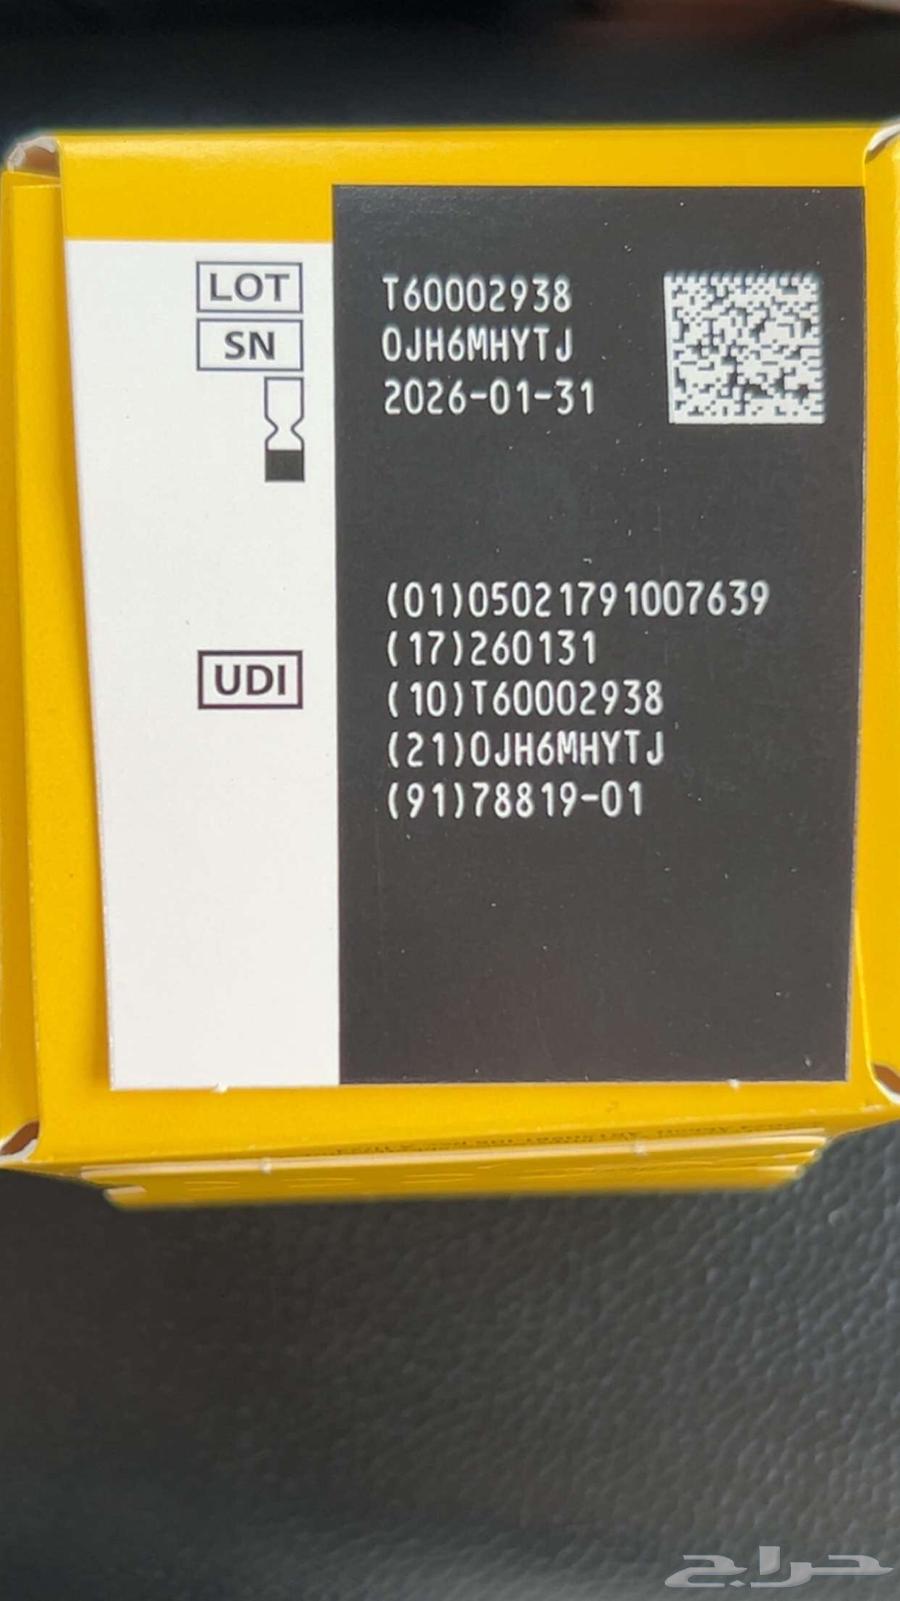 LOT T60002938
SN 0JH6MHYTJ
2026-01-31
UDI
(01)05021791007639
(17)260131
(10)T60002938
(21)0JH6MHYTJ
(91)78819-01
حراج